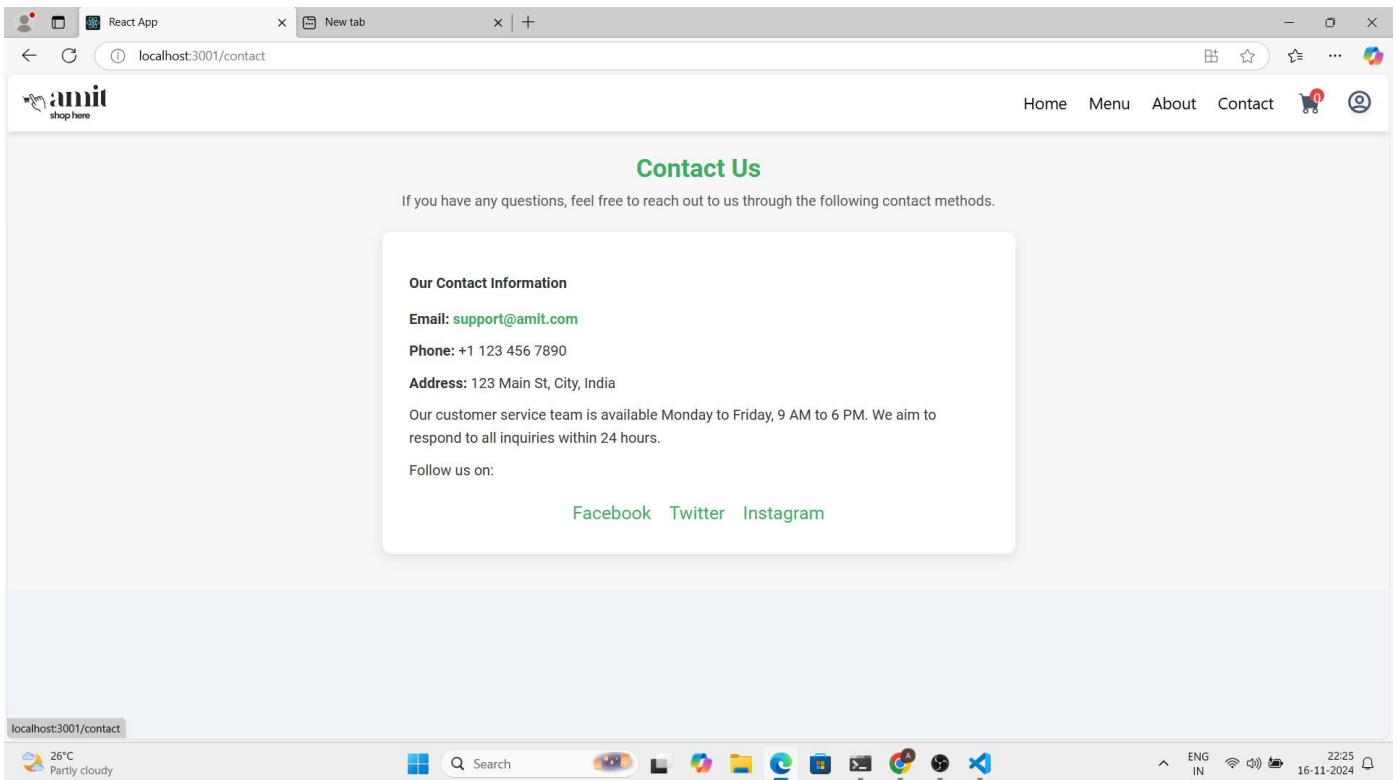 React App
New tab
localhost:3001/contact
amit
shop here
Home Menu About Contact 0
Contact Us
If you have any questions, feel free to reach out to us through the following contact methods.
Our Contact Information
Email: support@amit.com
Phone: +1 123 456 7890
Address: 123 Main St, City, India
Our customer service team is available Monday to Friday, 9 AM to 6 PM. We aim to
respond to all inquiries within 24 hours.
Follow us on:
Facebook Twitter Instagram
localhost:3001/contact
26°C
Partly cloudy
Search
ENG
IN
22:25
16-11-2024